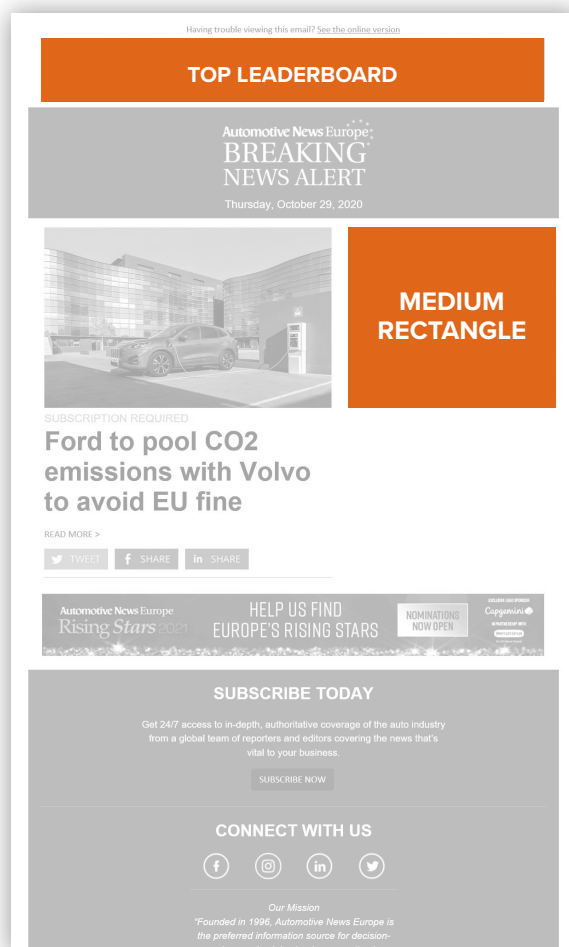 Having trouble viewing this email? See the online version
TOP LEADERBOARD
Automotive News Europe
BREAKING
NEWS ALERT
Thursday, October 29, 2020
MEDIUM
RECTANGLE
SUBSCRIPTION REQUIRED
Ford to pool CO2
emissions with Volvo
to avoid EU fine
READ MORE >
TWEET
SHARE
in SHARE
Automotive News Europe
Rising Stars 2021
HELP US FIND
EUROPE'S RISING STARS
NOMINATIONS
NOW OPEN
Capgemini
SUBSCRIBE TODAY
Get 24/7 access to in-depth, authoritative coverage of the auto industry
from a global team of reporters and editors covering the news that's
vital to your business.
SUBSCRIBE NOW
CONNECT WITH US
Our Mission
"Founded in 1996, Automotive News Europe is
the preferred information source for decision-